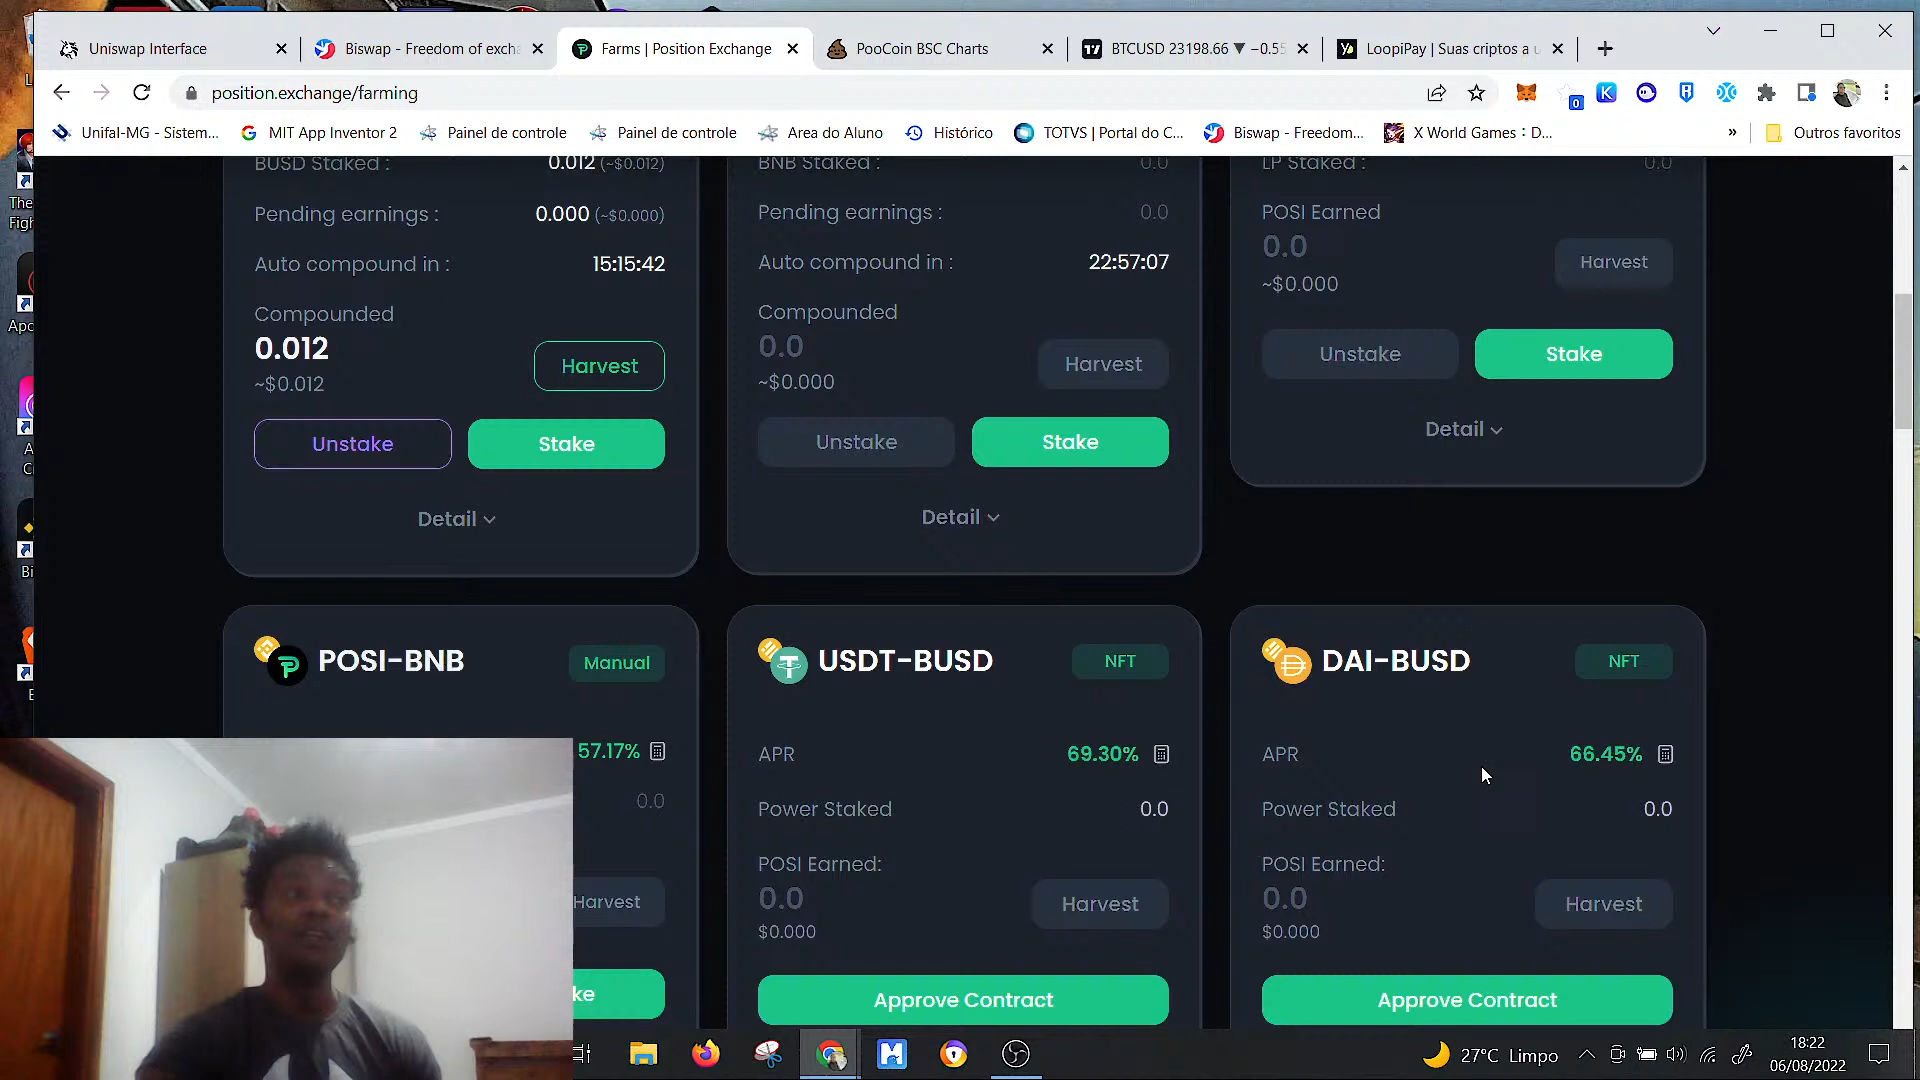 Uniswap Interface
Biswap - Freedom of excha
Farms | Position Exchange
PooCoin BSC Charts
BTCUSD 23198.66 ▼ −0.55
LoopiPay | Suas criptos a u
position.exchange/farming
0
Unifal-MG - Sistem...
MIT App Inventor 2
Painel de controle
Painel de controle
Area do Aluno
Histórico
TOTVS | Portal do C...
Biswap - Freedom...
X World Games : D...
»
Outros favoritos
BUSD Staked :
0.012 (~$0.012)
Pending earnings :
0.000 (~$0.000)
Auto compound in :
15:15:42
Compounded
0.012
~$0.012
Harvest
Unstake
Stake
Detail
BNB Staked :
0.0
Pending earnings :
0.0
Auto compound in :
22:57:07
Compounded
0.0
~$0.000
Harvest
Unstake
Stake
Detail
LP Staked :
0.0
POSI Earned
0.0
~$0.000
Harvest
Unstake
Stake
Detail
POSI-BNB
Manual
57.17%
0.0
Harvest
ke
USDT-BUSD
NFT
APR
69.30%
Power Staked
0.0
POSI Earned:
0.0
$0.000
Harvest
Approve Contract
DAI-BUSD
NFT
APR
66.45%
Power Staked
0.0
POSI Earned:
0.0
$0.000
Harvest
Approve Contract
The
Fig
Apo
Bi
27°C Limpo
18:22
06/08/2022